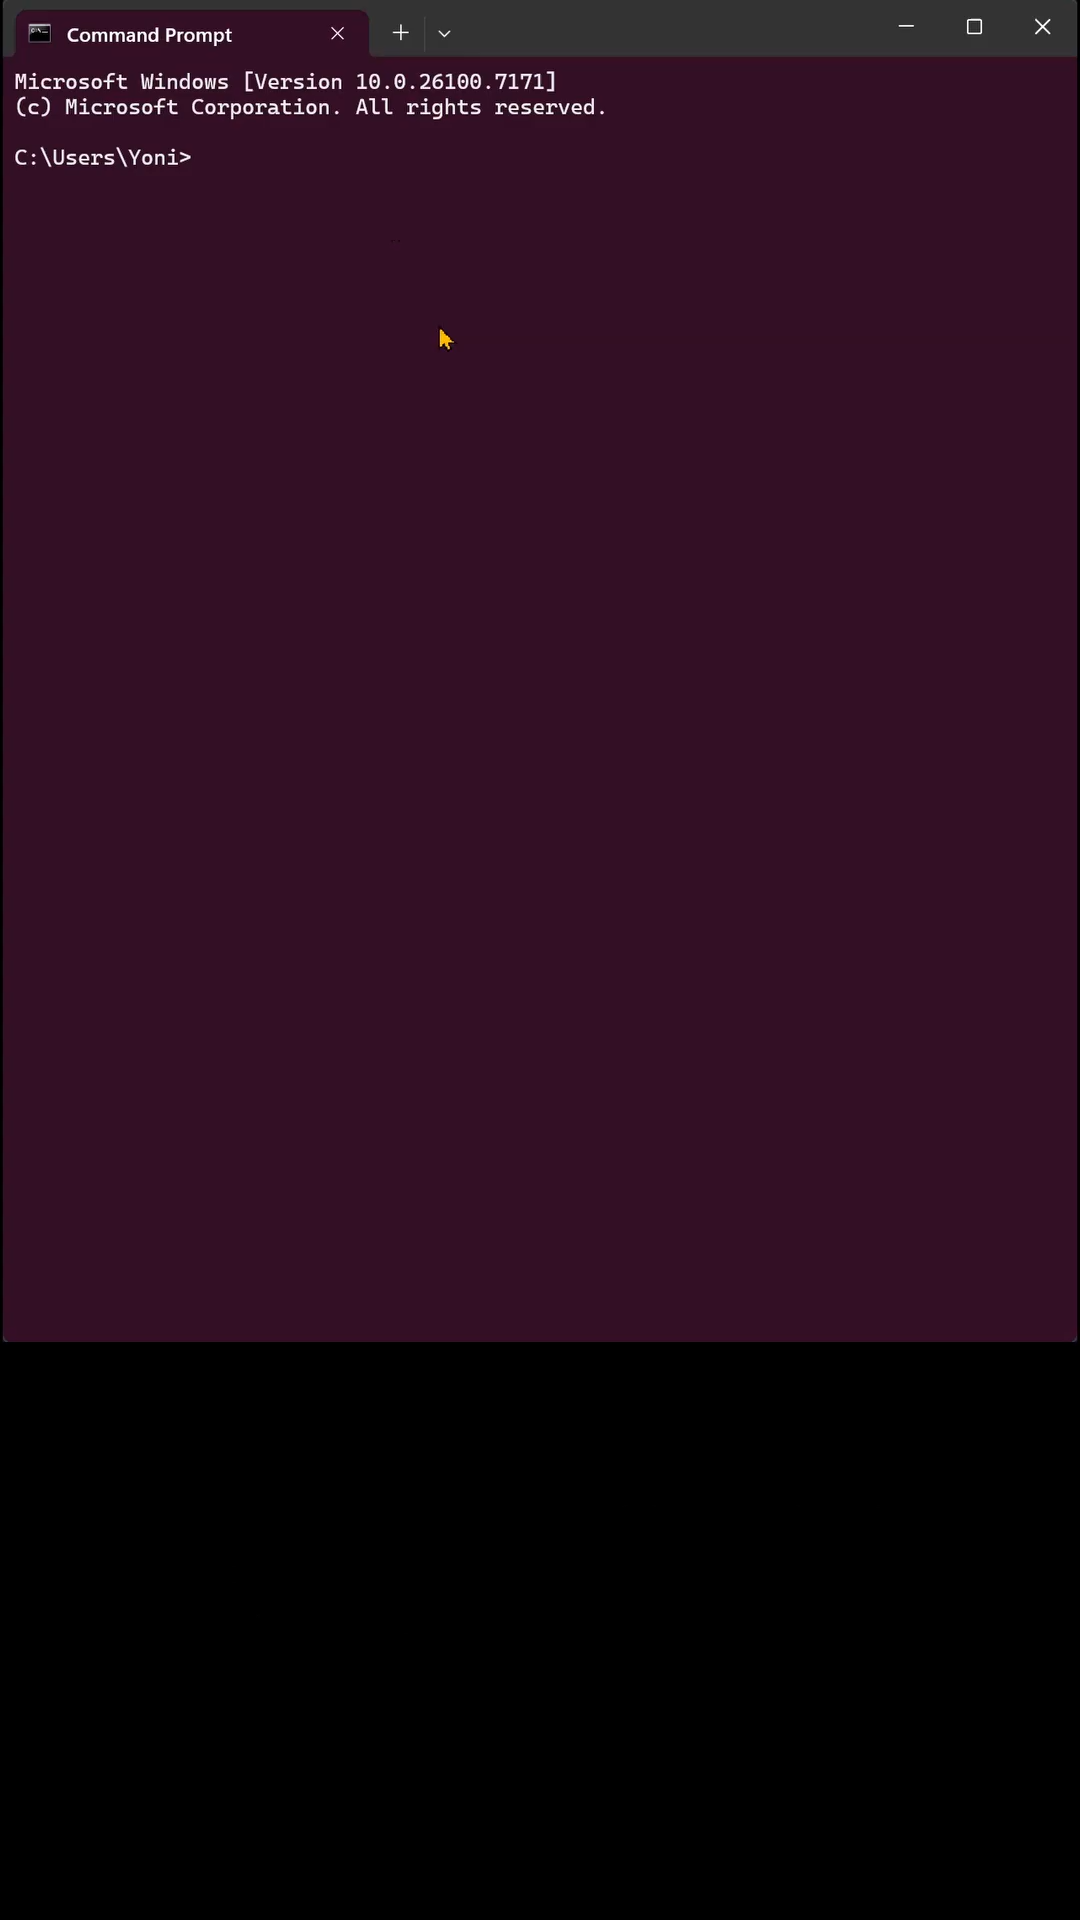 Command Prompt
Microsoft Windows [Version 10.0.26100.7171]
(c) Microsoft Corporation. All rights reserved.
C:\Users\Yoni>